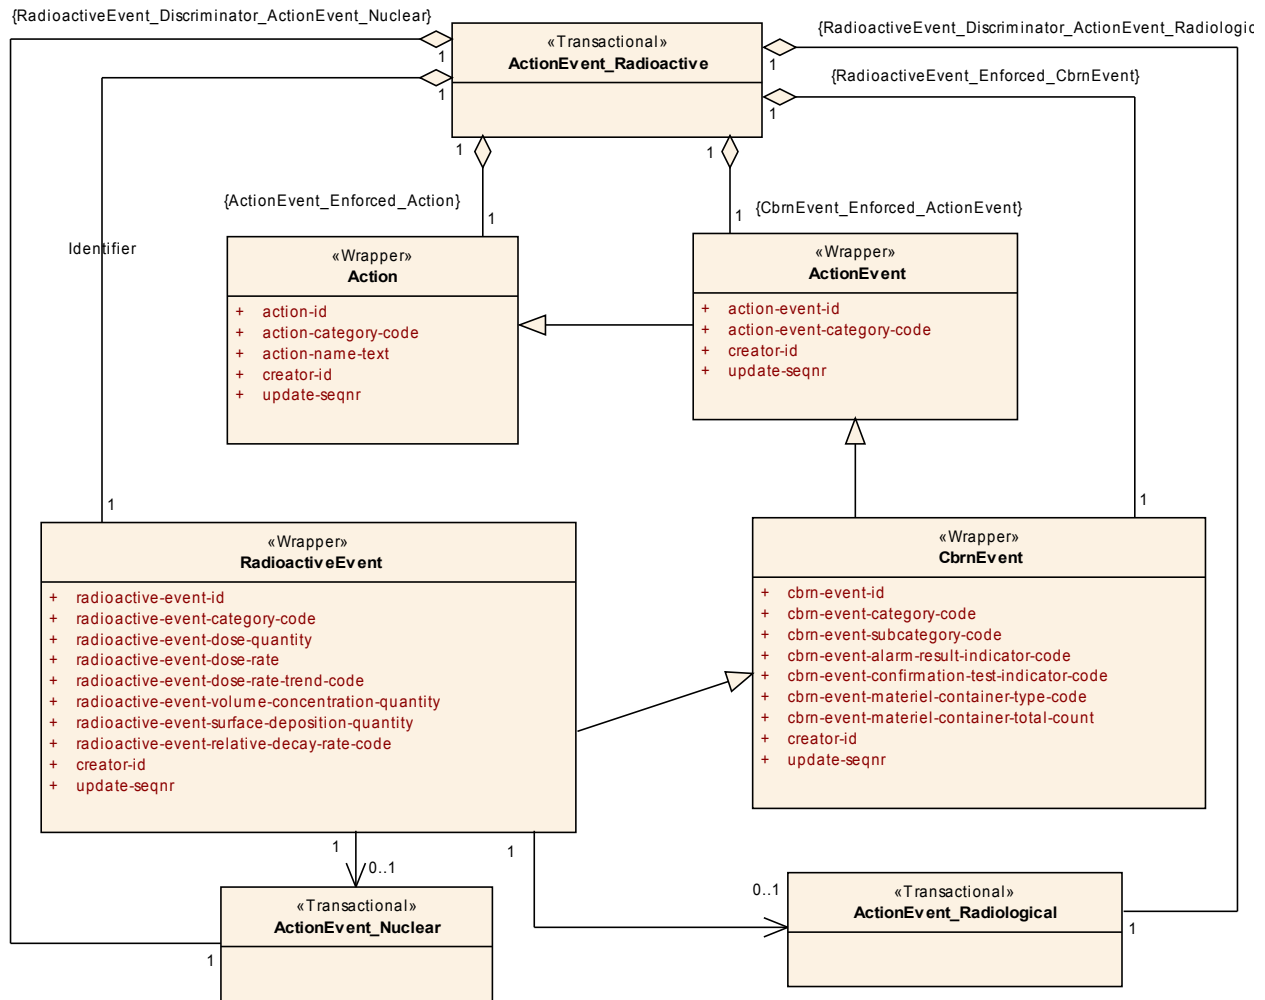 {RadioactiveEvent_Discriminator_ActionEvent_Nuclear}
{RadioactiveEvent_Discriminator_ActionEvent_Radiologic
«Transactional»
ActionEvent_Radioactive
1
1
1
1
{RadioactiveEvent_Enforced_CbrnEvent}
1
1
{ActionEvent_Enforced_Action}
{CbrnEvent_Enforced_ActionEvent}
1
1
Identifier
«Wrapper»
Action
+ action-id
+ action-category-code
+ action-name-text
+ creator-id
+ update-seqnr
«Wrapper»
ActionEvent
+ action-event-id
+ action-event-category-code
+ creator-id
+ update-seqnr
1
1
«Wrapper»
RadioactiveEvent
+ radioactive-event-id
+ radioactive-event-category-code
+ radioactive-event-dose-quantity
+ radioactive-event-dose-rate
+ radioactive-event-dose-rate-trend-code
+ radioactive-event-volume-concentration-quantity
+ radioactive-event-surface-deposition-quantity
+ radioactive-event-relative-decay-rate-code
+ creator-id
+ update-seqnr
«Wrapper»
CbrnEvent
+ cbrn-event-id
+ cbrn-event-category-code
+ cbrn-event-subcategory-code
+ cbrn-event-alarm-result-indicator-code
+ cbrn-event-confirmation-test-indicator-code
+ cbrn-event-materiel-container-type-code
+ cbrn-event-materiel-container-total-count
+ creator-id
+ update-seqnr
1
0..1
1
0..1
«Transactional»
ActionEvent_Nuclear
1
«Transactional»
ActionEvent_Radiological
1